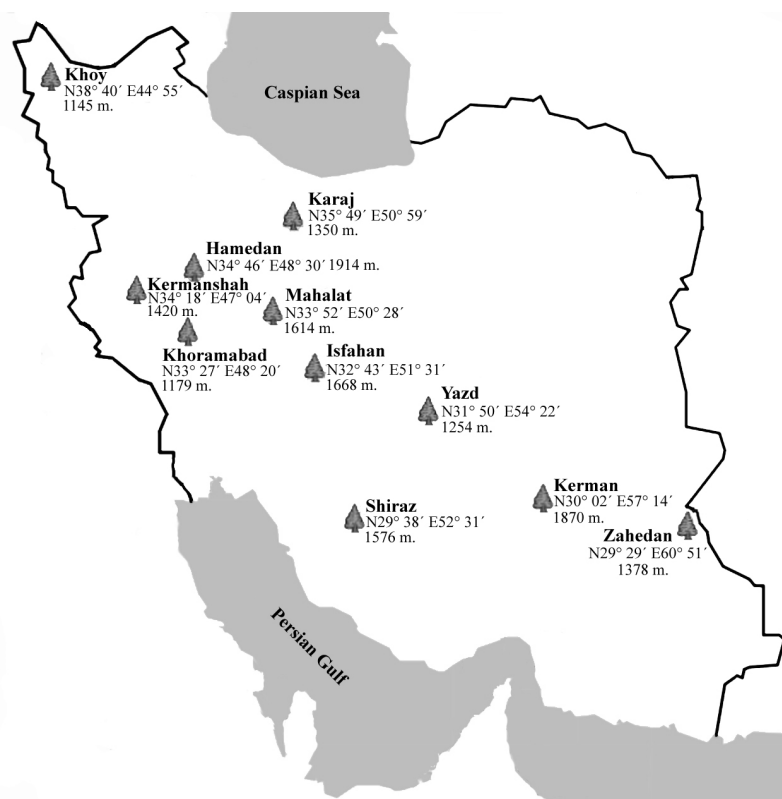 Khoy
N38° 40´ E44° 55´
1145 m.
Caspian Sea
Karaj
N35° 49´ E50° 59´
1350 m.
Hamedan
N34° 46´ E48° 30´ 1914 m.
Kermanshah
N34° 18´ E47° 04´
1420 m.
Mahalat
N33° 52´ E50° 28´
1614 m.
Khoramabad
N33° 27´ E48° 20´
1179 m.
Isfahan
N32° 43´ E51° 31´
1668 m.
Yazd
N31° 50´ E54° 22´
1254 m.
Kerman
N30° 02´ E57° 14´
1870 m.
Shiraz
N29° 38´ E52° 31´
1576 m.
Zahedan
N29° 29´ E60° 51´
1378 m.
Persian Gulf